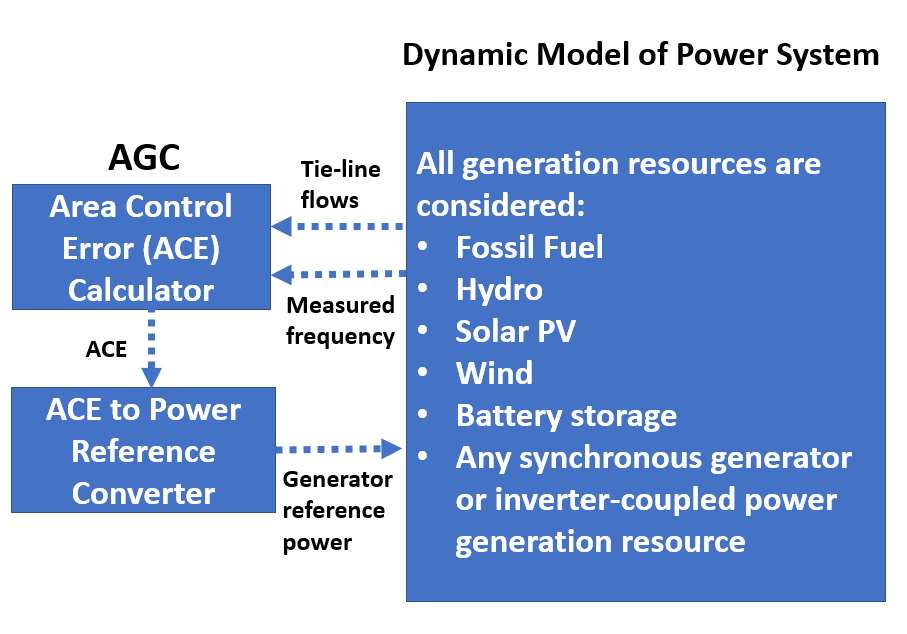 Dynamic Model of Power System
AGC
Area Control
Error (ACE)
Calculator
Tie-line
flows
Measured
frequency
ACE
ACE to Power
Reference
Converter
Generator
reference
power
All generation resources are
considered:
• Fossil Fuel
• Hydro
• Solar PV
• Wind
• Battery storage
• Any synchronous generator
or inverter-coupled power
generation resource